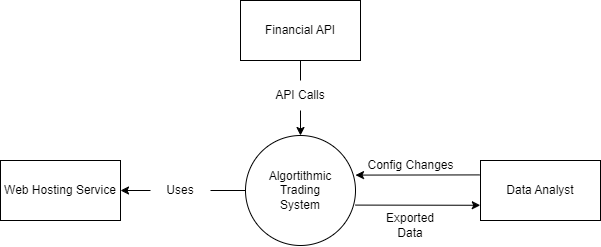 Financial API
API Calls
Config Changes
Web Hosting Service
Uses
Algortithmic
Trading
System
Data Analyst
Exported
Data